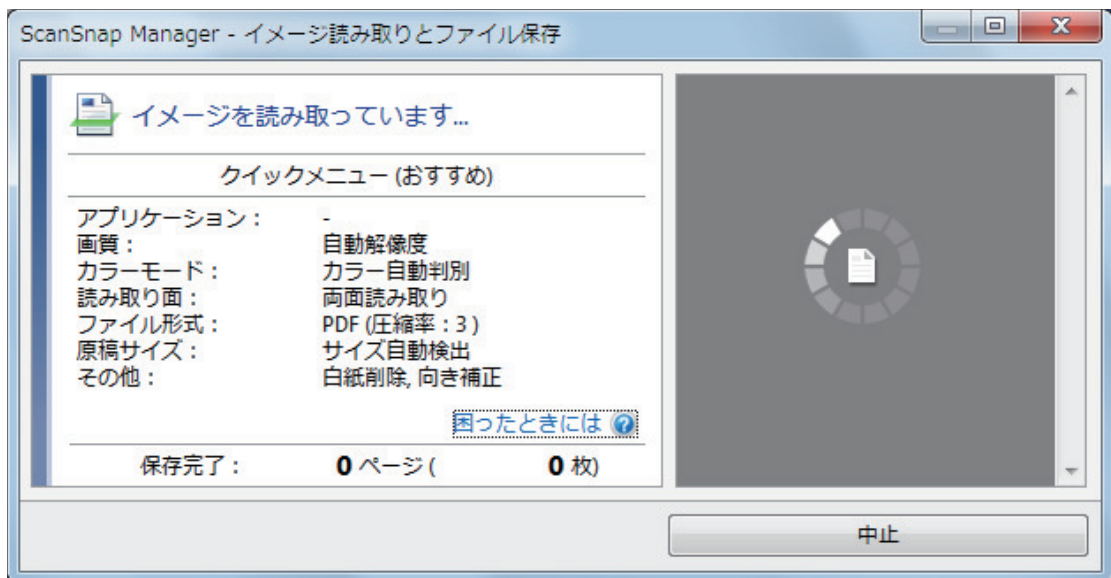 ScanSnap Manager - イメージ読み取りとファイル保存
イメージを読み取っています...
クイックメニュー (おすすめ)
アプリケーション： -
画質： 自動解像度
カラーモード： カラー自動判別
読み取り面： 両面読み取り
ファイル形式： PDF (圧縮率 : 3 )
原稿サイズ： サイズ自動検出
その他： 白紙削除, 向き補正
困ったときには
保存完了： 0 ページ ( 0 枚)
中止